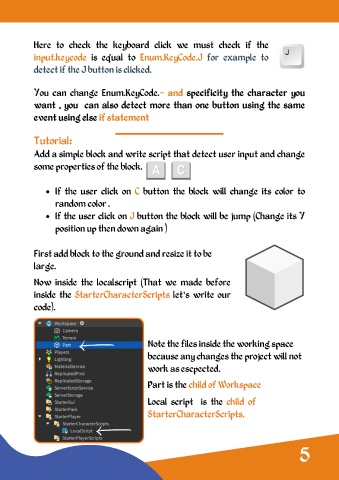 Here to check the keyboard click we must check if the
input.keycode is equal to Enum.KeyCode.J for example to
detect if the J button is clicked.
J
You can change Enum.KeyCode.- and specificity the character you
want , you can also detect more than one button using the same
event using else if statement
Tutorial:
Add a simple block and write script that detect user input and change
some properties of the block.
A C
• If the user click on C button the block will change its color to
random color .
• If the user click on J button the block will be jump (Change its Y
position up then down again )
First add block to the ground and resize it to be
large.
Now inside the localscript (That we made before
inside the StarterCharacterScripts let's write our
code).
Workspace
Camera
Terrain
Part
Players
Lighting
MaterialService
ReplicatedFirst
ReplicatedStorage
ServerScriptService
ServerStorage
StarterGui
StarterPack
StarterPlayer
StarterCharacterScripts
LocalScript
StarterPlayerScripts
Note the files inside the working space
because any changes the project will not
work as escpected.
Part is the child of Workspace
Local script is the child of
StarterCharacterScripts.
5